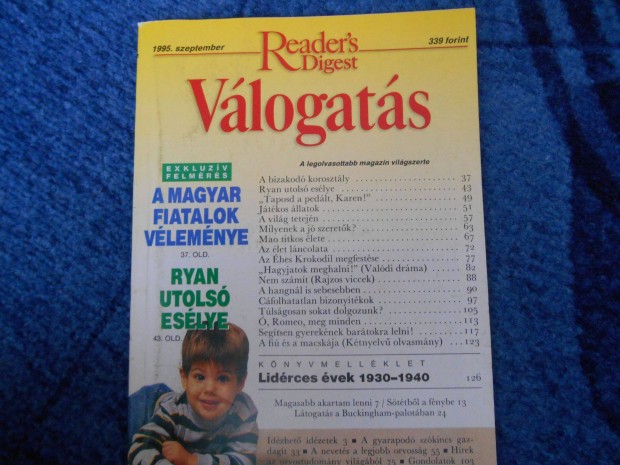 1995. szeptember
Reader's
Digest
339 forint
Válogatás
A legolvasottabb magazin világszerte
EXKLUZÍV
FELMÉRÉS
A MAGYAR
FIATALOK
VÉLEMÉNYE
37. OLD.
RYAN
UTOLSÓ
ESÉLYE
43. OLD.
A bizakodó korosztály 37
Ryan utolsó esélye 43
„Taposd a pedált, Karen!” 49
Játékos állatok 51
A világ tetején 57
Milyenek a jó szeretők? 63
Mao titkos élete 67
Az élet láncolata 72
Az Éhes Krokodil megfestése 77
„Hagyjatok meghalni!” (Valódi dráma) 82
Nem számít (Rajzos viccek) 88
A hangnál is sebesebben 90
Cáfolhatatlan bizonyítékok 97
Túlságosan sokat dolgozunk? 105
Ó, Romeo, meg minden 113
Segítsen gyerekének barátokra lelni! 117
A fiú és a macskája (Kétnyelvű olvasmány) 123
KÖNYVMELLÉKLET
Lidérces évek 1930–1940 126
Magasabb akartam lenni 7 / Sötétből a fénybe 13
Látogatás a Buckingham-palotában 24
Idézhető idézetek 3 ■ A gyarapodó szókincs gaz-
dagít 33 ■ A nevetés a legjobb orvosság 55 ■ Hírek
az orvostudomány világából 75 ■ Gondolatok 103